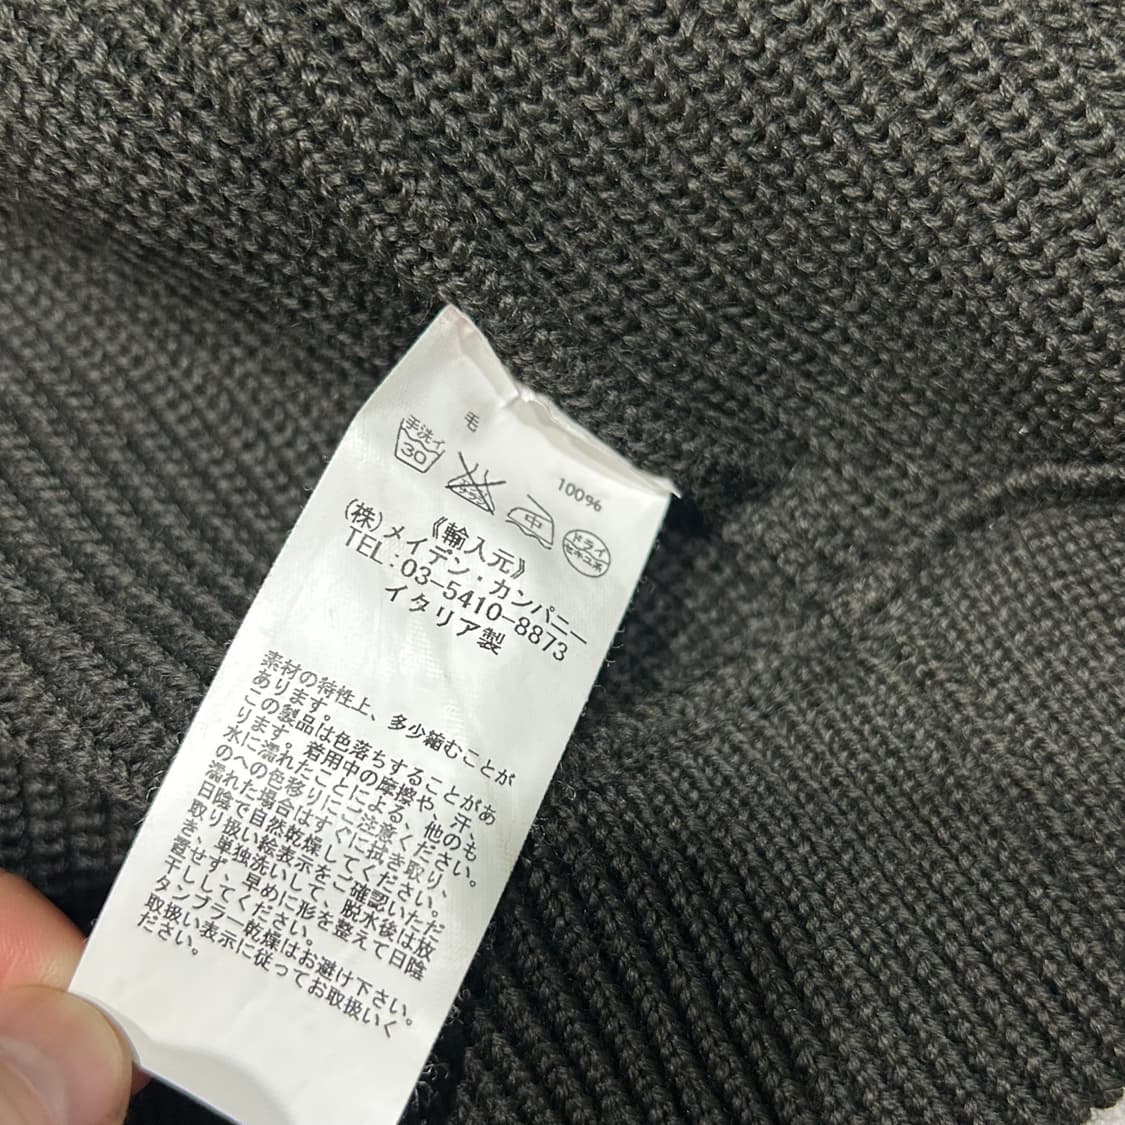 毛
100%
手洗イ
30
エンソ
サラシ
中
ドライ
セキユ系
《輸入元》
(株)メイデン・カンパニー
TEL:03-5410-8873
イタリア製
素材の特性上、多少縮むことが
あります。
この製品は色落ちすることがあ
ります。着用中の摩擦や、汗、
水に濡れたことによる、他のも
のへの色移りにご注意ください。
濡れた場合はすぐに拭き取り、
日陰で自然乾燥してください。
取り扱い絵表示をご確認いただ
き、単独洗いして、脱水後は放
置せず、早めに形を整えて日陰
干ししてください。
タンブラー乾燥はお避け下さい。
取扱い表示に従ってお取扱いく
ださい。